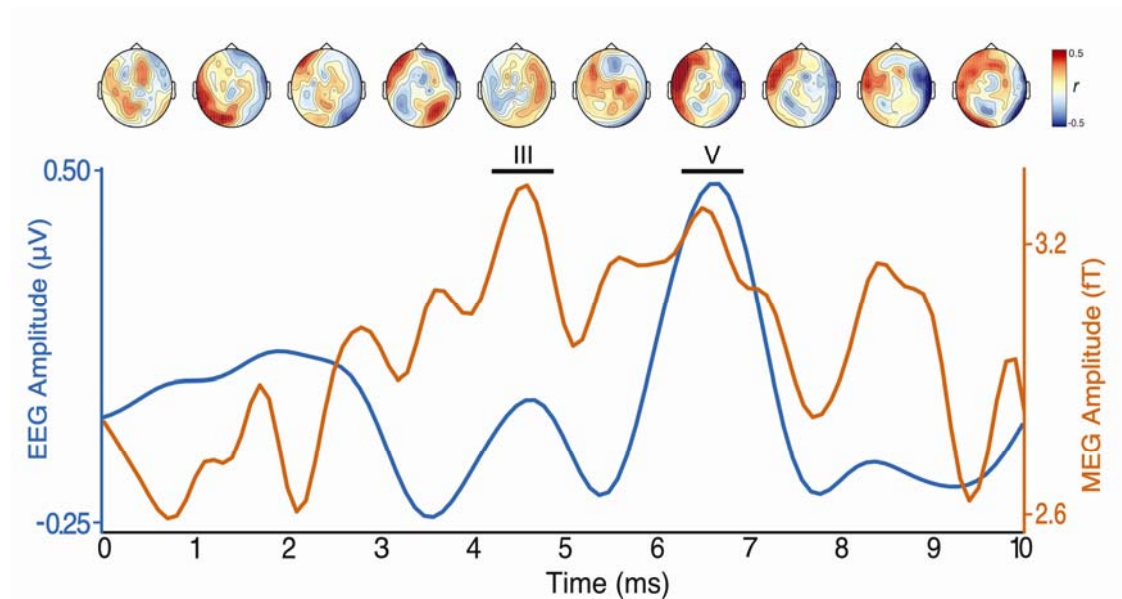 0.5
r
-0.5
III
V
0.50
EEG Amplitude (μV)
-0.25
3.2
MEG Amplitude (fT)
2.6
0 1 2 3 4 5 6 7 8 9 10
Time (ms)